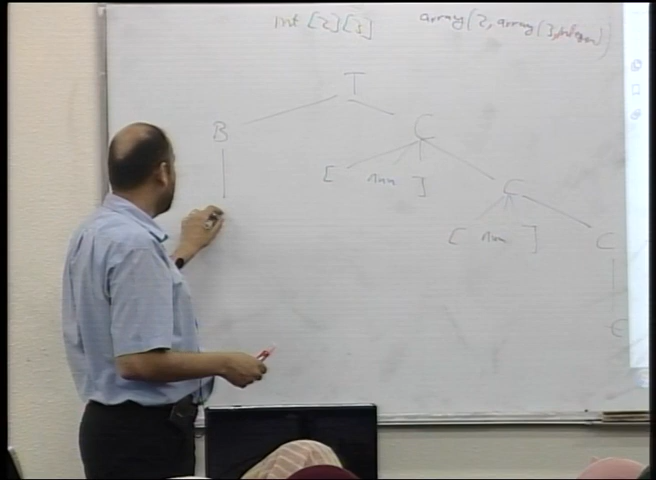 int [2][3] array(2, array(3, integer))
T
B C
[ num ] C
[ num ] C
ε